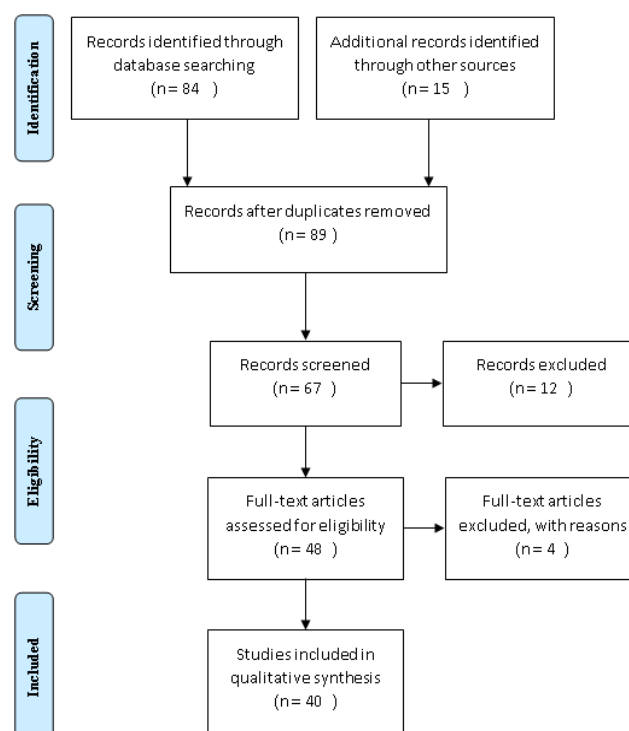 Identification
Records identified through
database searching
(n= 84 )
Additional records identified
through other sources
(n= 15 )
Screening
Records after duplicates removed
(n= 89 )
Records screened
(n= 67 )
Records excluded
(n= 12 )
Eligibility
Full-text articles
assessed for eligibility
(n= 48 )
Full-text articles
excluded, with reasons
(n= 4 )
Included
Studies included in
qualitative synthesis
(n= 40 )